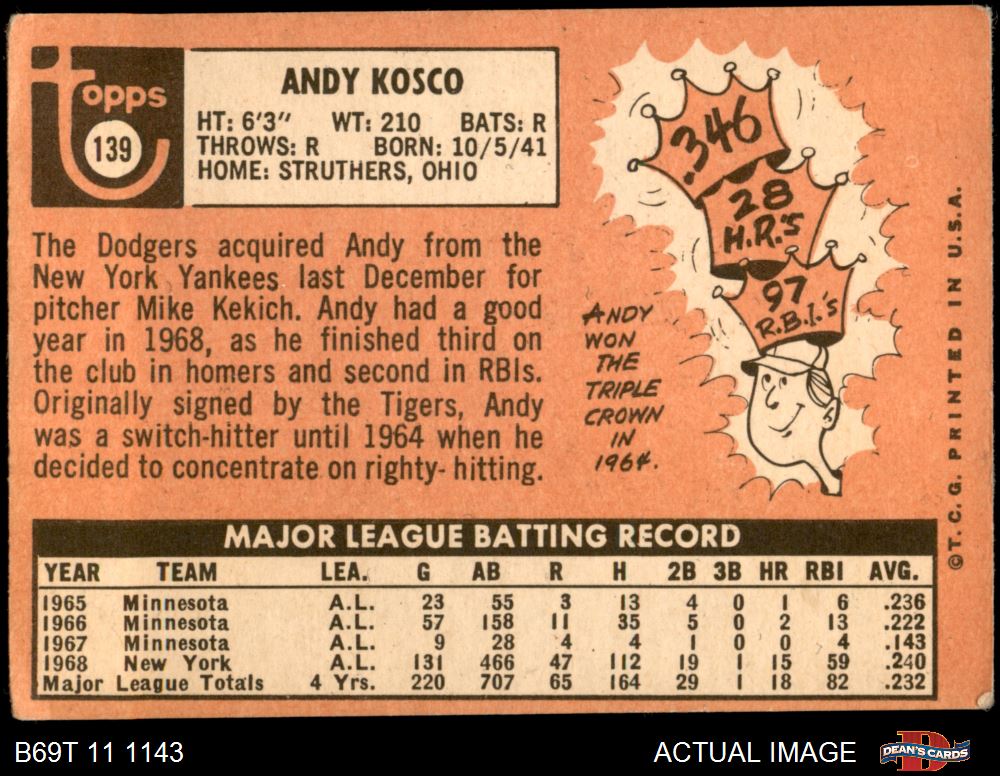 topps
139
ANDY KOSCO
HT: 6'3" WT: 210 BATS: R
THROWS: R BORN: 10/5/41
HOME: STRUTHERS, OHIO
The Dodgers acquired Andy from the
New York Yankees last December for
pitcher Mike Kekich. Andy had a good
year in 1968, as he finished third on
the club in homers and second in RBIs.
Originally signed by the Tigers, Andy
was a switch-hitter until 1964 when he
decided to concentrate on righty- hitting.
.346
28
H.R.'S
97
R.B.I.'s
ANDY
WON
THE
TRIPLE
CROWN
IN
1964.
© T. C. G. PRINTED IN U.S.A.
MAJOR LEAGUE BATTING RECORD
YEAR TEAM LEA. G AB R H 2B 3B HR RBI AVG.
1965 Minnesota A.L. 23 55 3 13 4 0 1 6 .236
1966 Minnesota A.L. 57 158 11 35 5 0 2 13 .222
1967 Minnesota A.L. 9 28 4 4 1 0 0 4 .143
1968 New York A.L. 131 466 47 112 19 1 15 59 .240
Major League Totals 4 Yrs. 220 707 65 164 29 1 18 82 .232
B69T 11 1143
ACTUAL IMAGE
D
DEAN'S CARDS